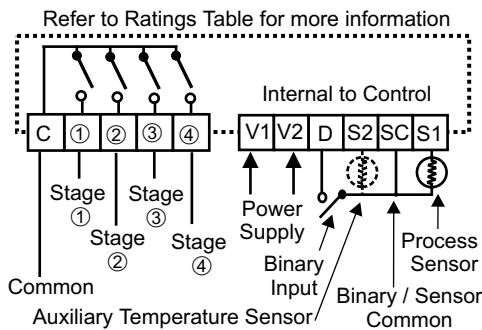 Refer to Ratings Table for more information
Internal to Control
C ① ② ③ ④ V1 V2 D S2 SC S1
Stage ①
Stage ②
Stage ③
Stage ④
Common
Power Supply
Binary Input
Auxiliary Temperature Sensor
Binary / Sensor Common
Process Sensor